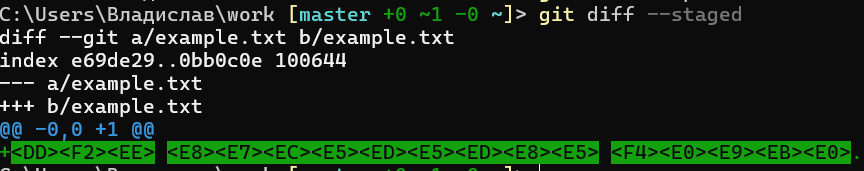 C:\Users\Владислав\work [master +0 ~1 -0 ~]> git diff --staged
diff --git a/example.txt b/example.txt
index e69de29..0bb0c0e 100644
--- a/example.txt
+++ b/example.txt
@@ -0,0 +1 @@
+<DD><F2><EE> <E8><E7><EC><E5><ED><E5><ED><E8><E5> <F4><E0><E9><EB><E0>.